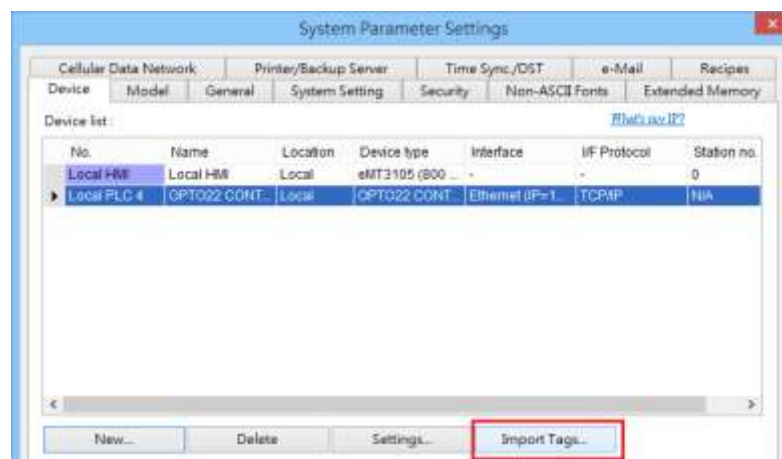 System Parameter Settings
Cellular Data Network Printer/Backup Server Time Sync./DST e-Mail Recipes
Device Model General System Setting Security Non-ASCII Fonts Extended Memory
Device list : What's my IP?
No. Name Location Device type Interface I/F Protocol Station no.
Local HMI Local HMI Local eMT3105 (800 ... - - 0
Local PLC 4 OPTO22 CONT... Local OPTO22 CONT... Ethernet (IP=1... TCP/IP N/A
New... Delete Settings... Import Tags...